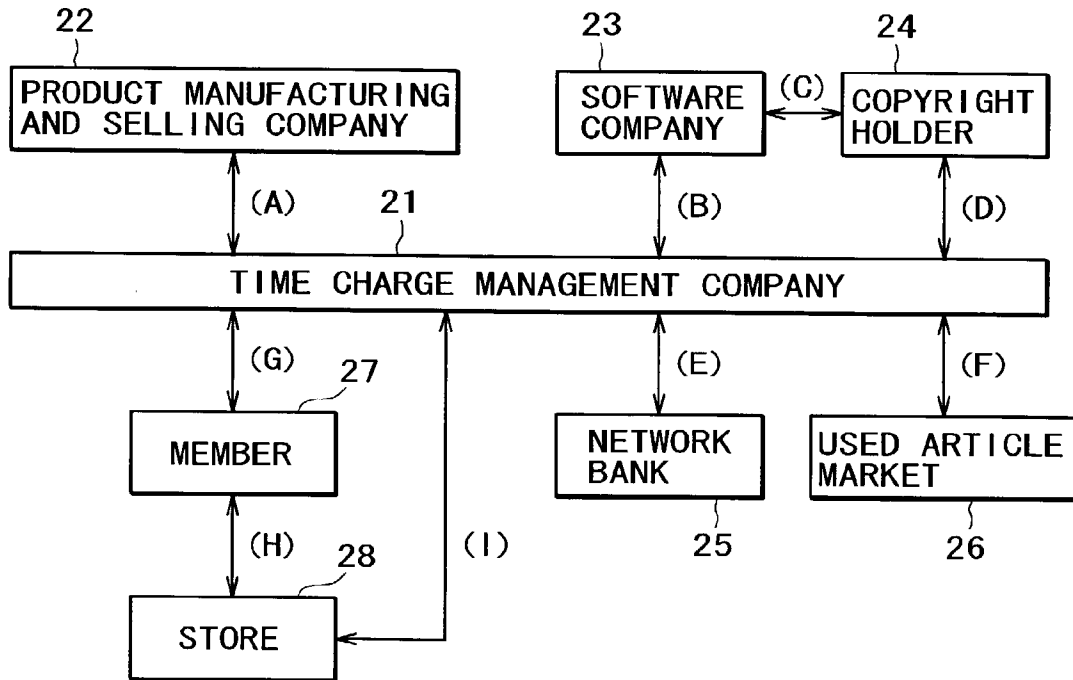 22
PRODUCT MANUFACTURING
AND SELLING COMPANY
23
SOFTWARE
COMPANY
(C)
24
COPYRIGHT
HOLDER
(A)
21
(B)
(D)
TIME CHARGE MANAGEMENT COMPANY
(G)
27
MEMBER
(E)
NETWORK
BANK
25
(F)
USED ARTICLE
MARKET
26
(H)
28
STORE
(I)